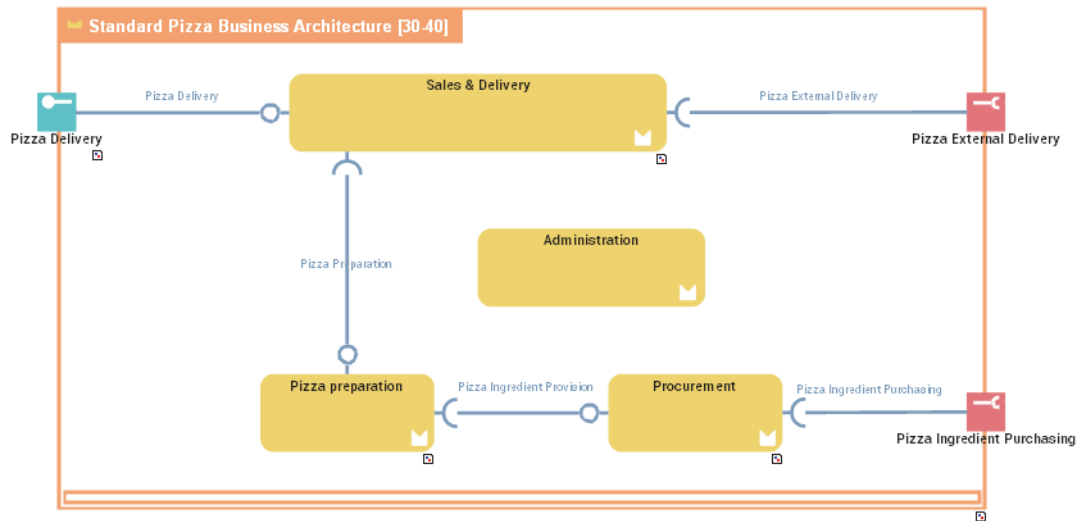 Standard Pizza Business Architecture [30-40]
Sales & Delivery
Pizza Delivery
Pizza External Delivery
Pizza Delivery
Pizza External Delivery
Administration
Pizza Preparation
Pizza preparation
Pizza Ingredient Provision
Procurement
Pizza Ingredient Purchasing
Pizza Ingredient Purchasing